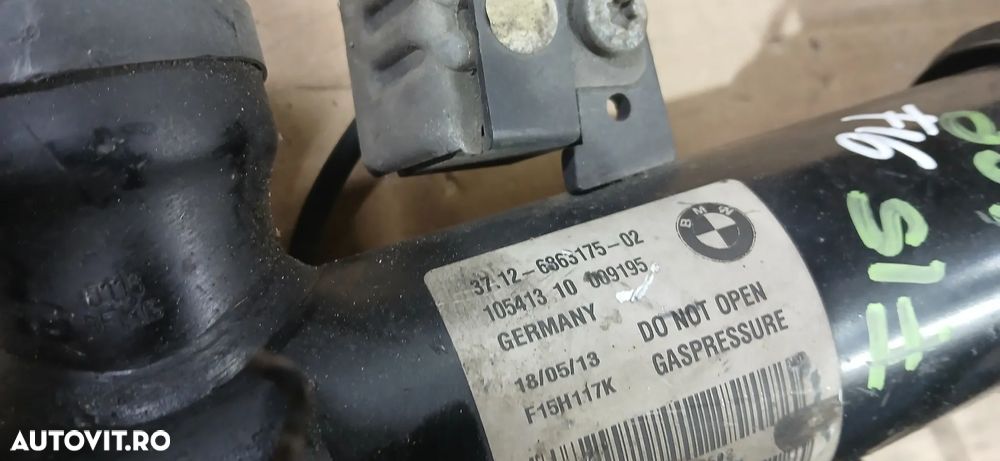 BMW
37.12-6863175-02
105413 10 009195
GERMANY
DO NOT OPEN
GASPRESSURE
18/05/13
F15H117K
F15
AUTOVIT.RO